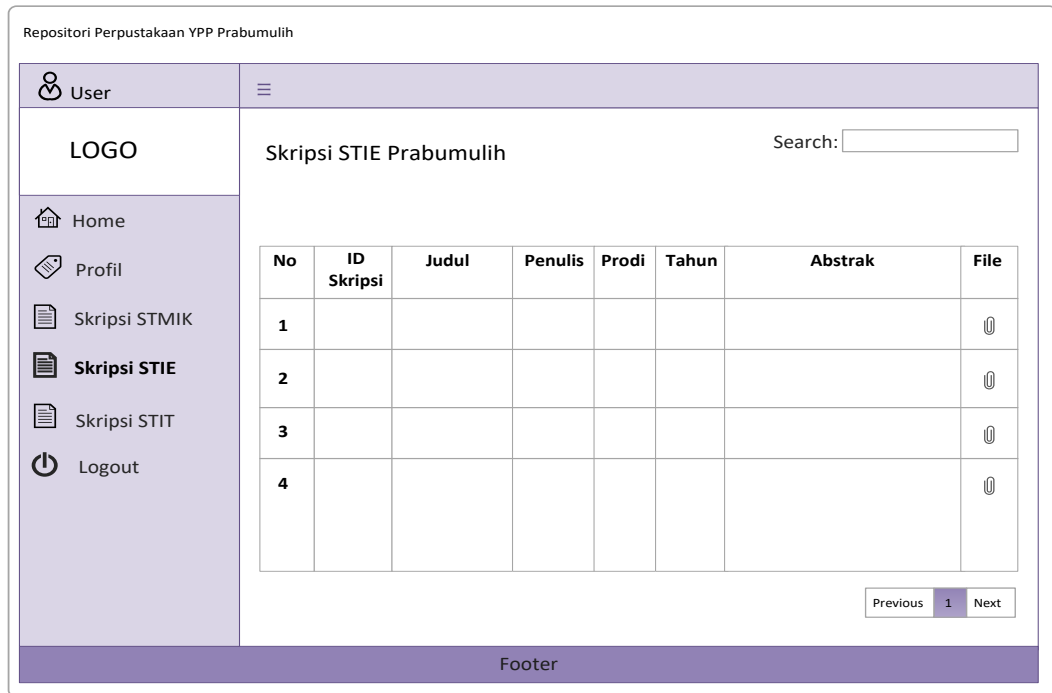 Repositori Perpustakaan YPP Prabumulih
User
LOGO
Home
Profil
Skripsi STMIK
Skripsi STIE
Skripsi STIT
Logout
Skripsi STIE Prabumulih
Search:
No ID Skripsi Judul Penulis Prodi Tahun Abstrak File
1
2
3
4
Previous 1 Next
Footer